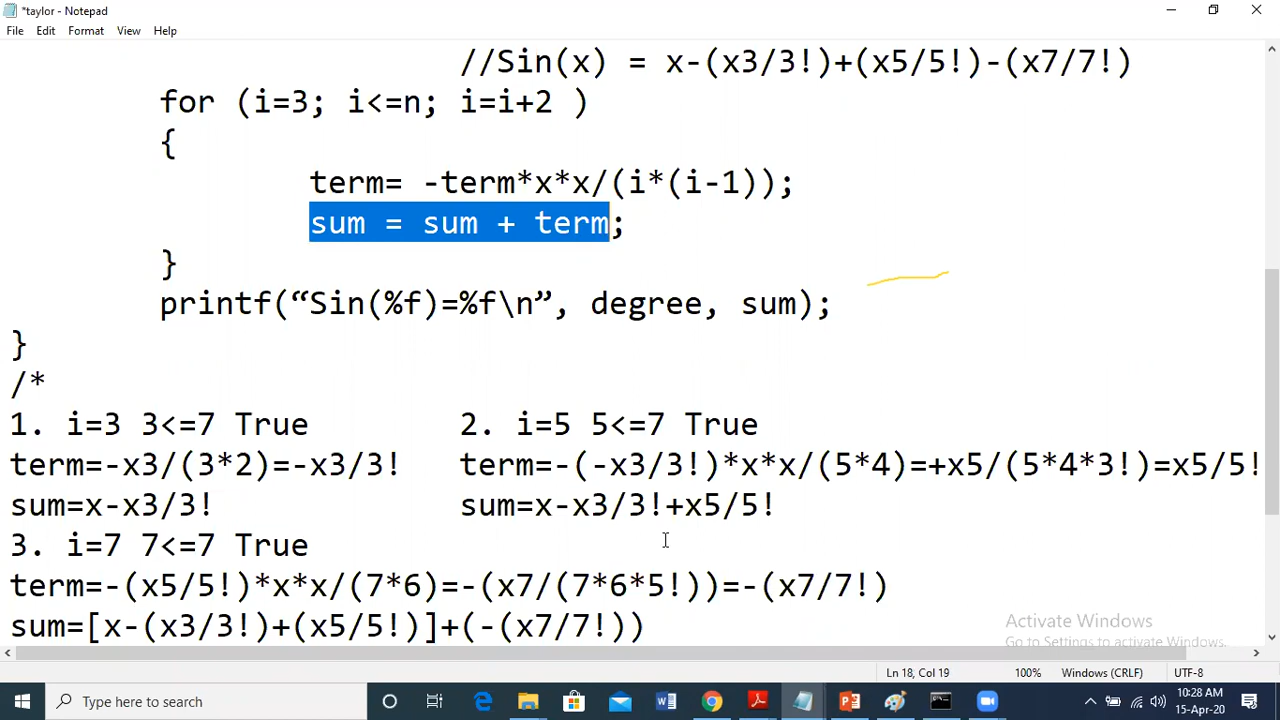 *taylor - Notepad
File Edit Format View Help
//Sin(x) = x-(x3/3!)+(x5/5!)-(x7/7!)
for (i=3; i<=n; i=i+2 )
{
term= -term*x*x/(i*(i-1));
sum = sum + term;
}
printf(“Sin(%f)=%f\n”, degree, sum);
}
/*
1. i=3 3<=7 True 2. i=5 5<=7 True
term=-x3/(3*2)=-x3/3! term=-(-x3/3!)*x*x/(5*4)=+x5/(5*4*3!)=x5/5!
sum=x-x3/3! sum=x-x3/3!+x5/5!
3. i=7 7<=7 True
term=-(x5/5!)*x*x/(7*6)=-(x7/(7*6*5!))=-(x7/7!)
sum=[x-(x3/3!)+(x5/5!)]+(-(x7/7!))
Activate Windows
Go to Settings to activate Windows.
Ln 18, Col 19 100% Windows (CRLF) UTF-8
Type here to search
10:28 AM
15-Apr-20